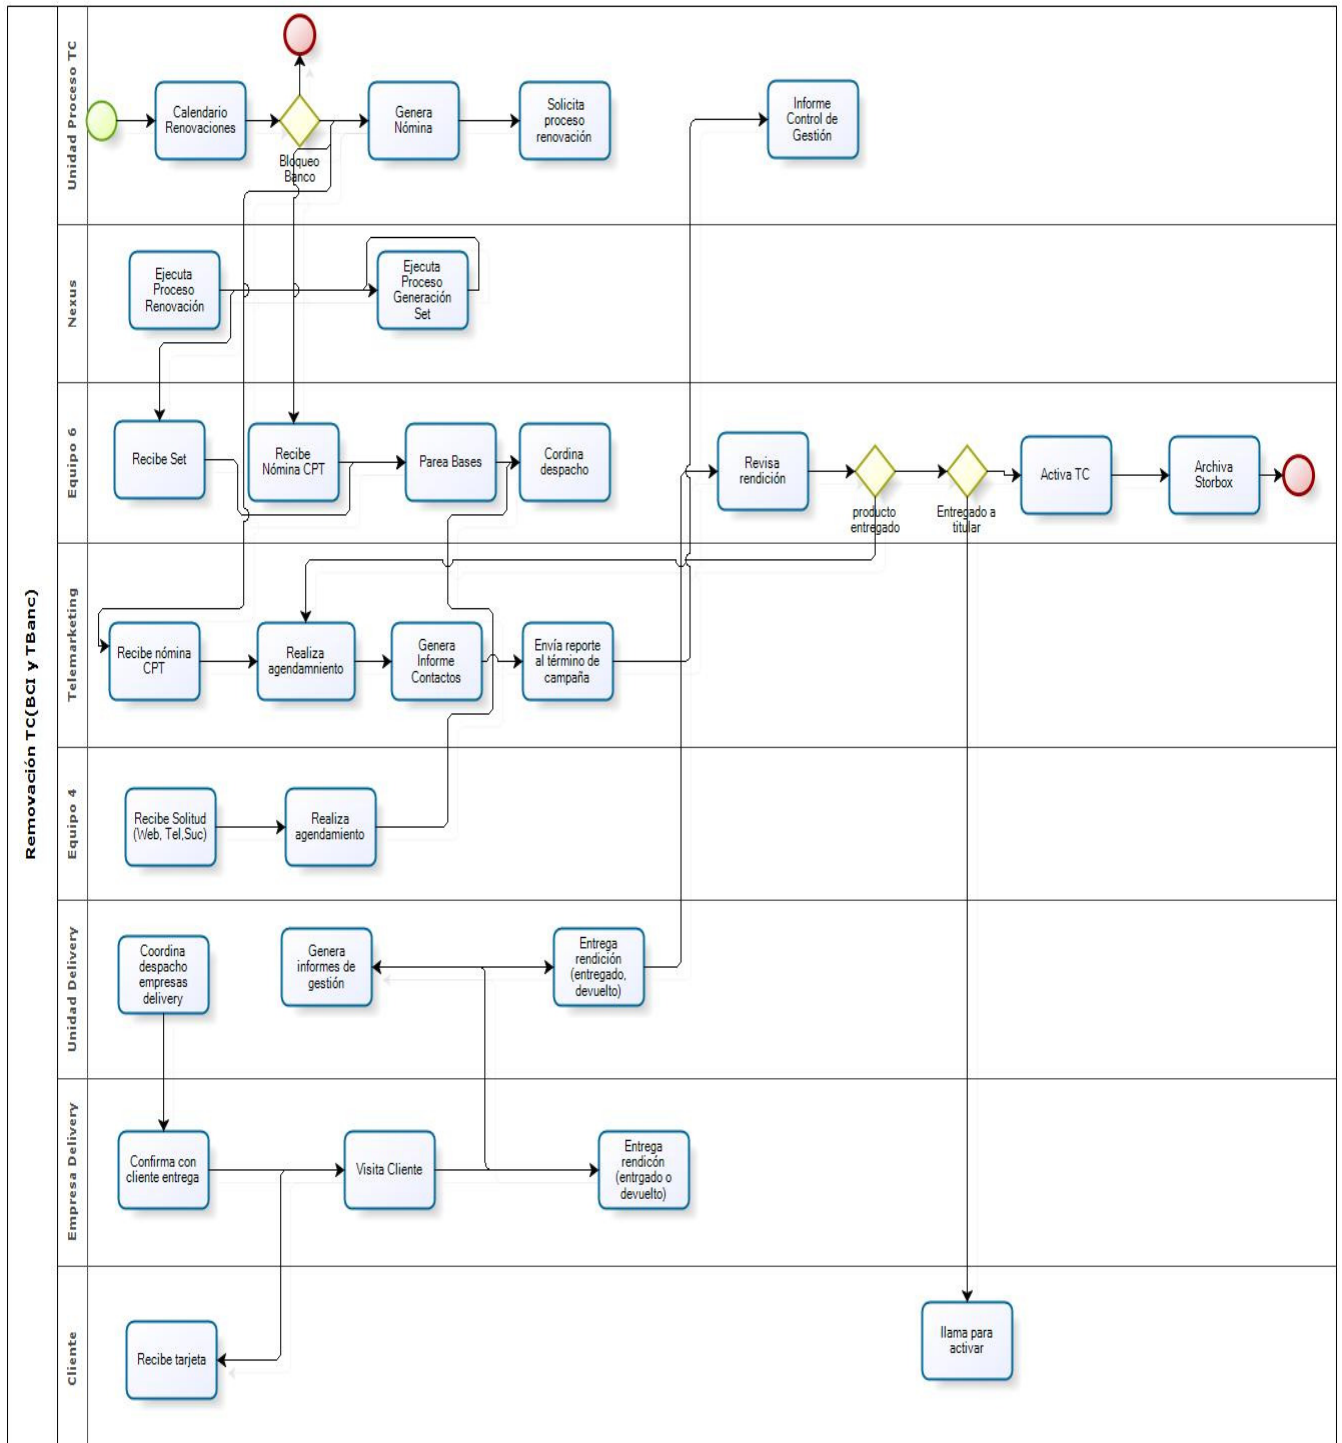 Removación TC(BCI y TBanc)
Unidad Proceso TC
Calendario
Renovaciones
Bloqueo
Banco
Genera
Nómina
Solicita
proceso
renovación
Informe
Control de
Gestión
Nexus
Ejecuta
Proceso
Renovación
Ejecuta
Proceso
Generación
Set
Equipo 6
Recibe Set
Recibe
Nómina CPT
Parea Bases
Cordina
despacho
Revisa
rendición
producto
entregado
Entregado a
titular
Activa TC
Archiva
Storbox
Telemarketing
Recibe nómina
CPT
Realiza
agendamniento
Genera
Informe
Contactos
Envía reporte
al término de
campaña
Equipo 4
Recibe Solitud
(Web, Tel,Suc)
Realiza
agendamiento
Unidad Delivery
Coordina
despacho
empresas
delivery
Genera
informes de
gestión
Entrega
rendición
(entregado,
devuelto)
Empresa Delivery
Confirma con
cliente entrega
Visita Cliente
Entrega
rendicón
(entrgado o
devuelto)
Cliente
Recibe tarjeta
llama para
activar